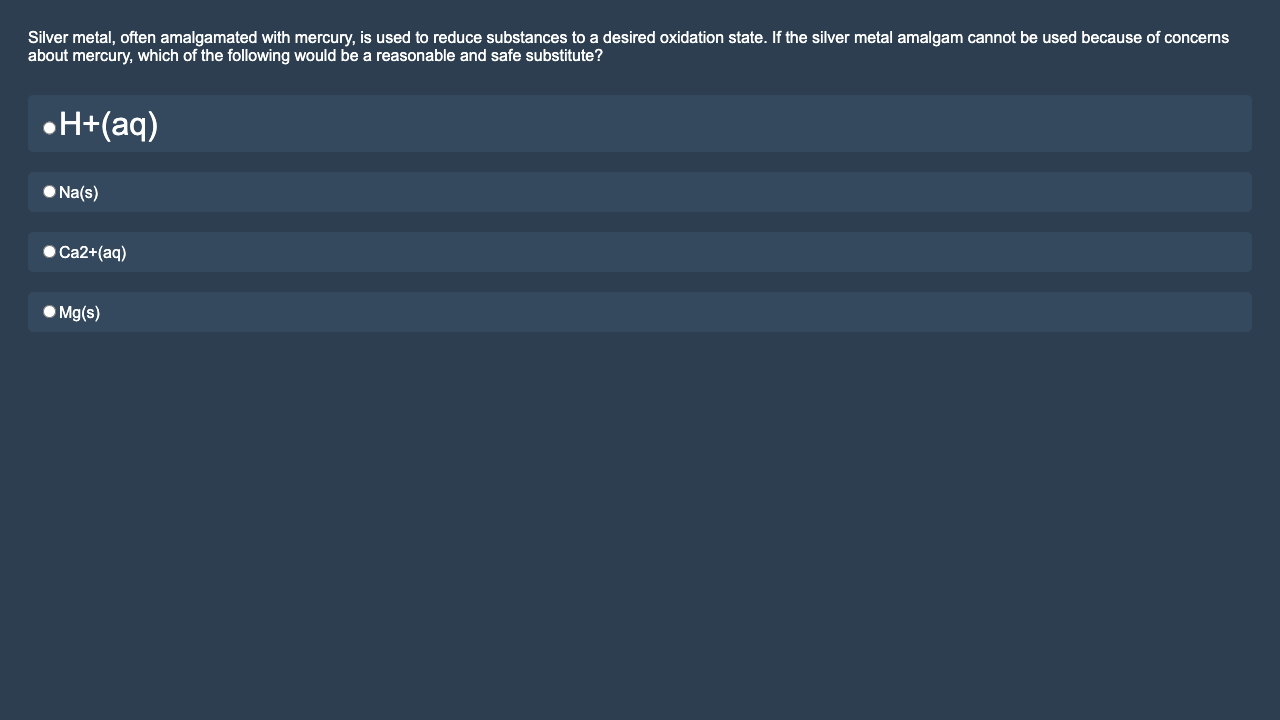 Silver metal, often amalgamated with mercury, is used to reduce substances to a desired oxidation state. If the silver metal amalgam cannot be used because of concerns
about mercury, which of the following would be a reasonable and safe substitute?
H+(aq)
Na(s)
Ca2+(aq)
Mg(s)